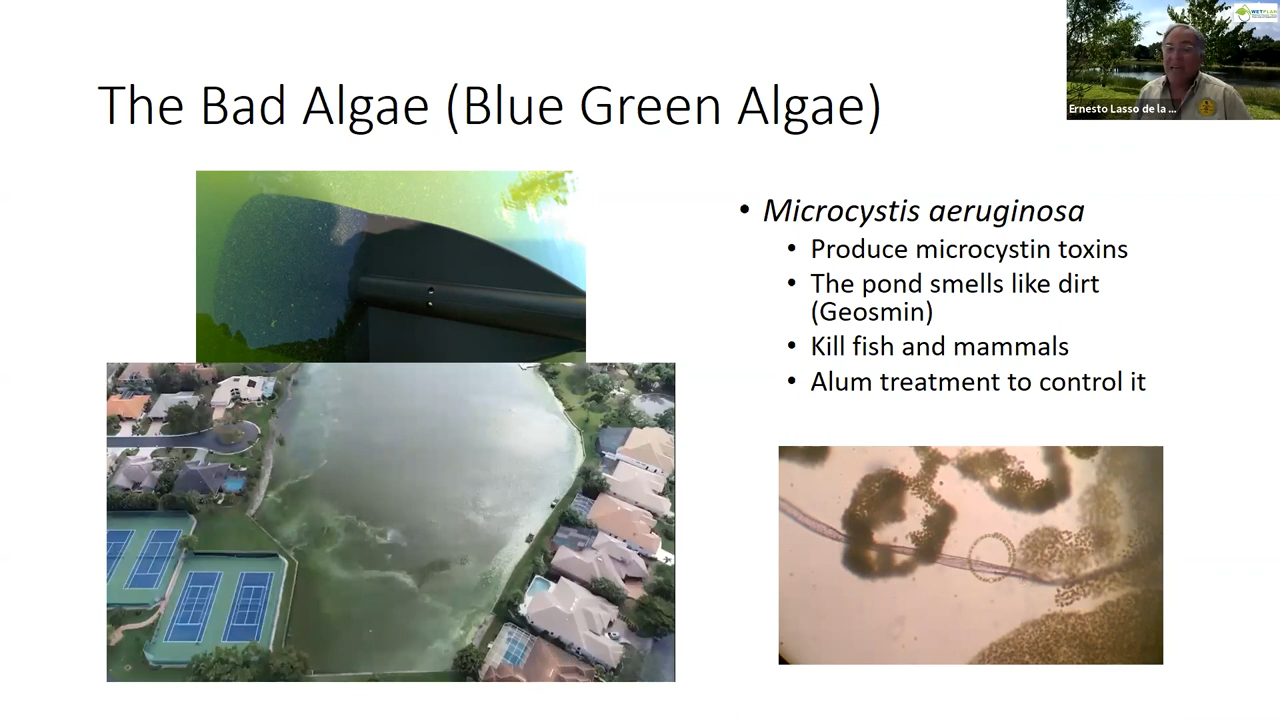 The Bad Algae (Blue Green Algae)
WETPLAN
Ernesto Lasso de la ...
• Microcystis aeruginosa
• Produce microcystin toxins
• The pond smells like dirt
(Geosmin)
• Kill fish and mammals
• Alum treatment to control it